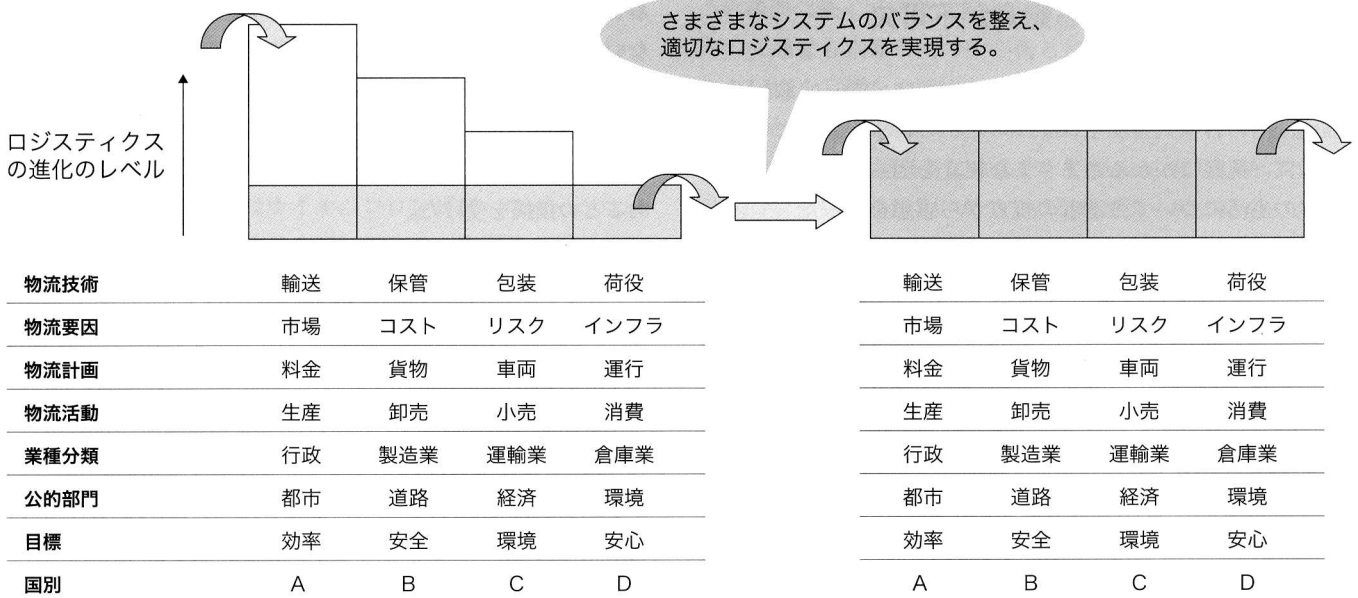 さまざまなシステムのバランスを整え、
適切なロジスティクスを実現する。
ロジスティクス
の進化のレベル
物流技術 輸送 保管 包装 荷役 輸送 保管 包装 荷役
物流要因 市場 コスト リスク インフラ 市場 コスト リスク インフラ
物流計画 料金 貨物 車両 運行 料金 貨物 車両 運行
物流活動 生産 卸売 小売 消費 生産 卸売 小売 消費
業種分類 行政 製造業 運輸業 倉庫業 行政 製造業 運輸業 倉庫業
公的部門 都市 道路 経済 環境 都市 道路 経済 環境
目標 効率 安全 環境 安心 効率 安全 環境 安心
国別 A B C D A B C D